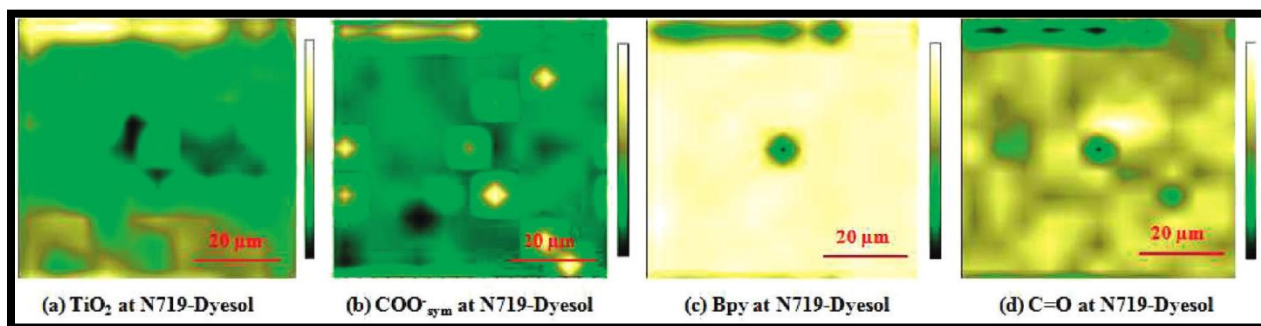 20 µm
20 µm
20 µm
20 µm
(a) TiO₂ at N719-Dyesol
(b) COO⁻sym at N719-Dyesol
(c) Bpy at N719-Dyesol
(d) C=O at N719-Dyesol